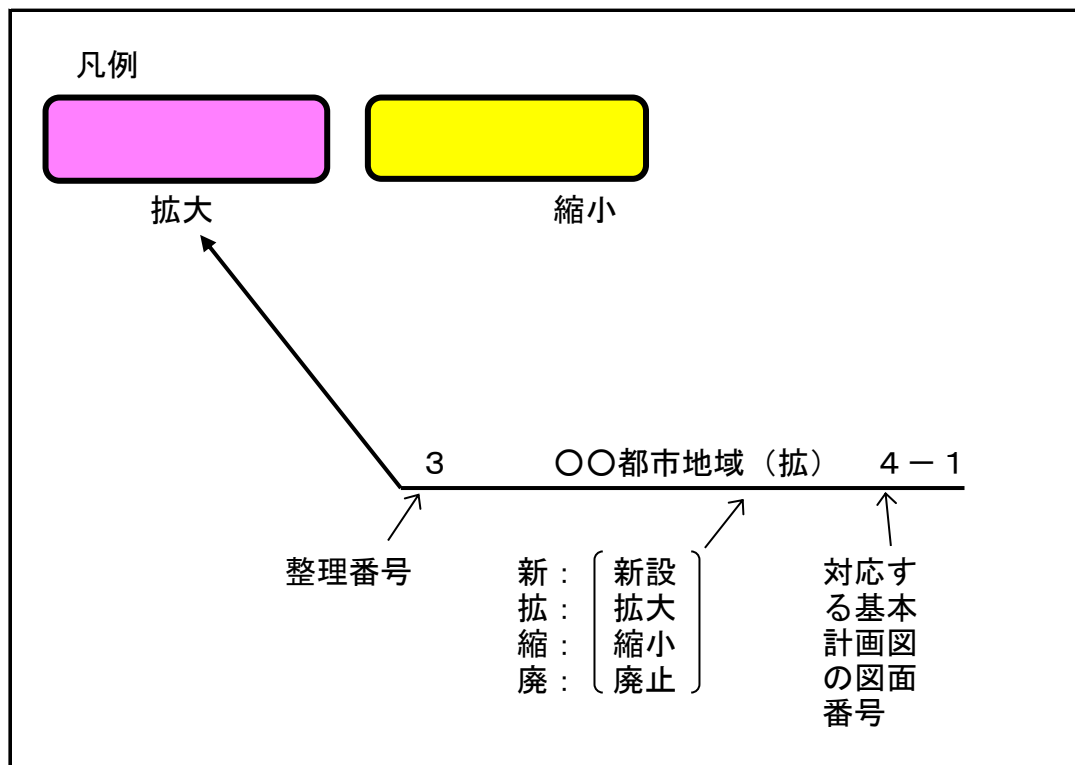 凡例
拡大
縮小
3 〇〇都市地域（拡） 4－1
整理番号
新：新設
拡：拡大
縮：縮小
廃：廃止
対応す
る基本
計画図
の図面
番号